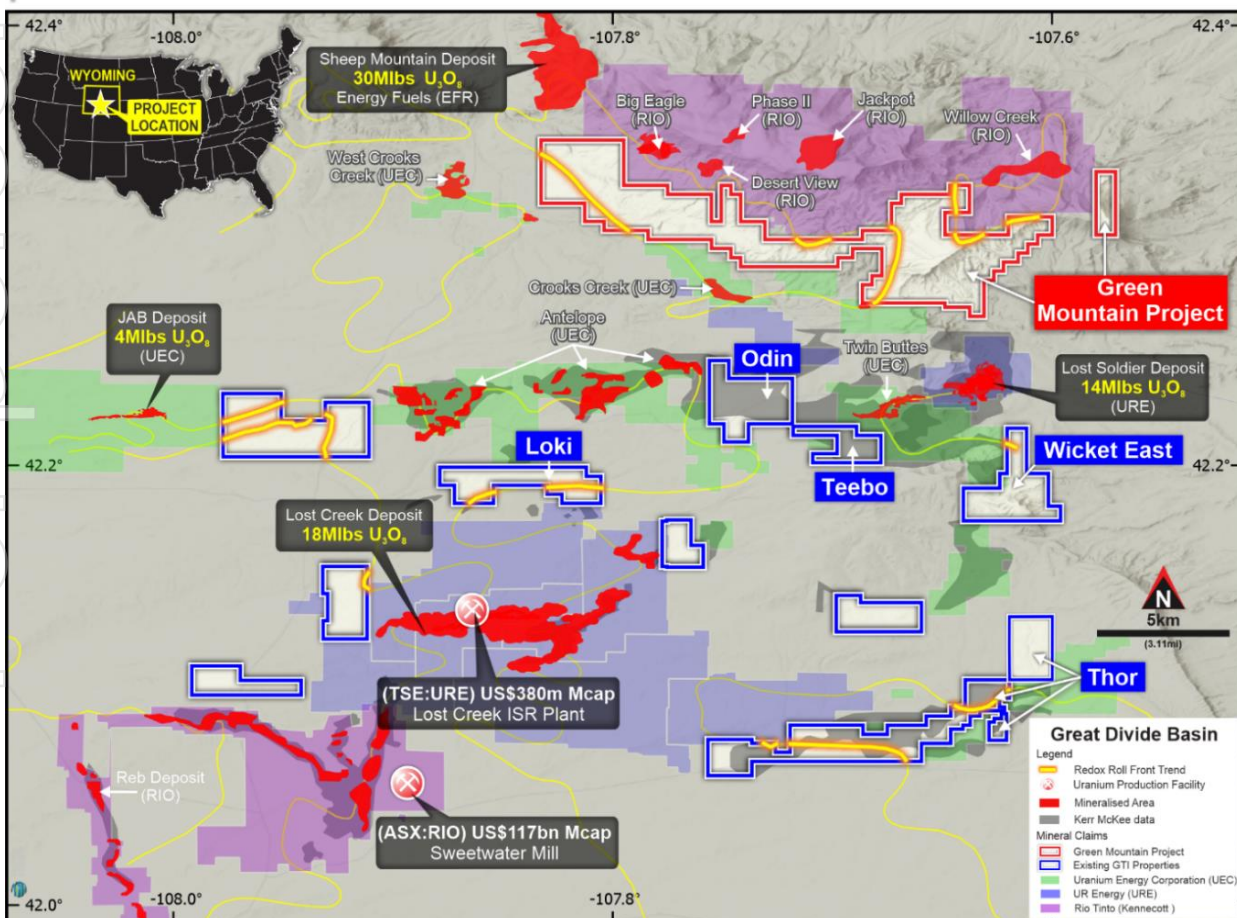 42.4°
-108.0°
-107.8°
-107.6°
42.4°
WYOMING
PROJECT
LOCATION
Sheep Mountain Deposit
30Mlbs U₃O₈
Energy Fuels (EFR)
Big Eagle
(RIO)
Phase II
(RIO)
Jackpot
(RIO)
Willow Creek
(RIO)
West Crooks
Creek (UEC)
Desert View
(RIO)
Crooks Creek (UEC)
Green
Mountain Project
JAB Deposit
4Mlbs U₃O₈
(UEC)
Antelope
(UEC)
Odin
Twin Buttes
(UEC)
Lost Soldier Deposit
14Mlbs U₃O₈
(URE)
42.2°
42.2°
Loki
Teebo
Wicket East
Lost Creek Deposit
18Mlbs U₃O₈
N
5km
(3.11mi)
(TSE:URE) US$380m Mcap
Lost Creek ISR Plant
Thor
Reb Deposit
(RIO)
(ASX:RIO) US$117bn Mcap
Sweetwater Mill
Great Divide Basin
Legend
Redox Roll Front Trend
Uranium Production Facility
Mineralised Area
Kerr McKee data
Mineral Claims
Green Mountain Project
Existing GTI Properties
Uranium Energy Corporation (UEC)
UR Energy (URE)
Rio Tinto (Kennecott )
42.0°
-108.0°
-107.8°